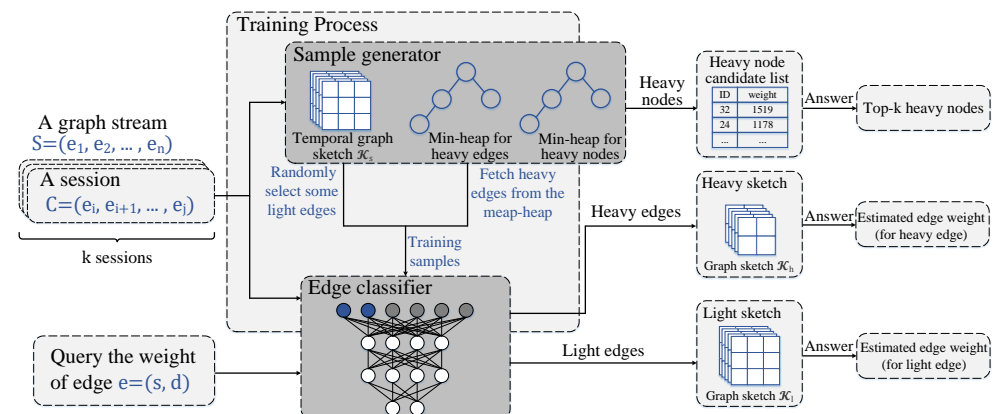 Training Process
Sample generator
Temporal graph
sketch 𝒦s
Min-heap for
heavy edges
Min-heap for
heavy nodes
Heavy
nodes
Heavy node
candidate list
ID weight
32 1519
24 1178
... ...
Answer
Top-k heavy nodes
A graph stream
S=(e1, e2, ... , en)
A session
C=(ei, ei+1, ... , ej)
k sessions
Randomly
select some
light edges
Fetch heavy
edges from the
meap-heap
Training
samples
Heavy edges
Heavy sketch
Graph sketch 𝒦h
Answer
Estimated edge weight
(for heavy edge)
Edge classifier
Query the weight
of edge e=(s, d)
Light edges
Light sketch
Graph sketch 𝒦l
Answer
Estimated edge weight
(for light edge)